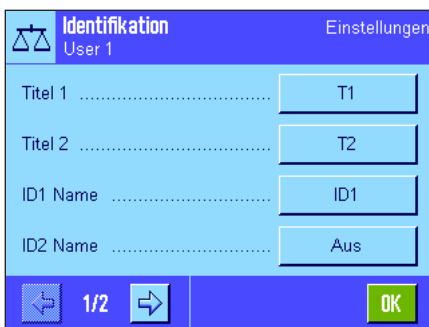 Identifikation Einstellungen
User 1
Titel 1 ................................. T1
Titel 2 ................................. T2
ID1 Name ........................... ID1
ID2 Name ........................... Aus
1/2 OK